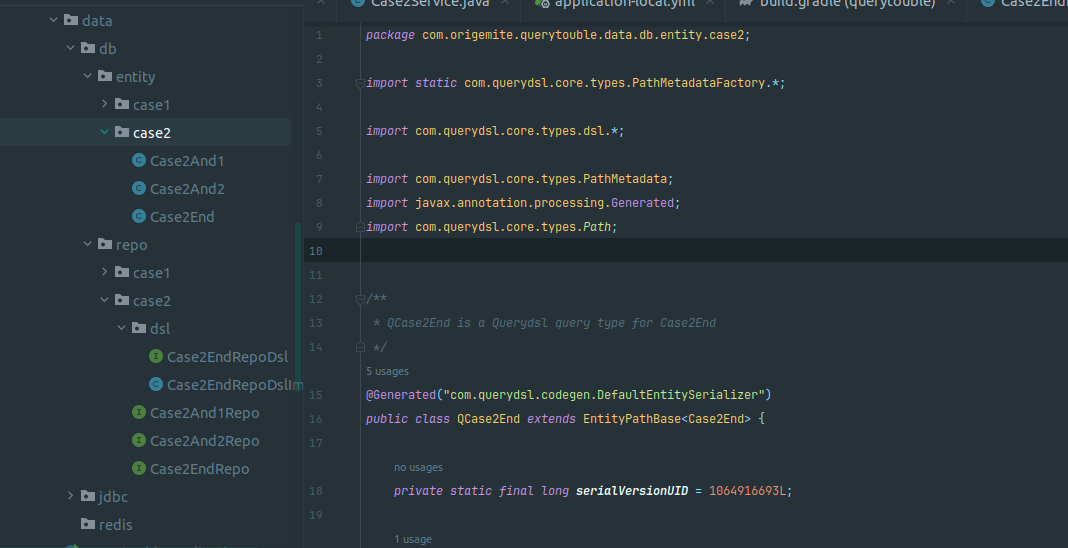 Case2Service.java
application-local.yml
build.gradle (querytouble)
data
db
entity
case1
case2
Case2And1
Case2And2
Case2End
repo
case1
case2
dsl
Case2EndRepoDsl
Case2EndRepoDslIm
Case2And1Repo
Case2And2Repo
Case2EndRepo
jdbc
redis
1 package com.origemite.querytouble.data.db.entity.case2;
2
3 import static com.querydsl.core.types.PathMetadataFactory.*;
4
5 import com.querydsl.core.types.dsl.*;
6
7 import com.querydsl.core.types.PathMetadata;
8 import javax.annotation.processing.Generated;
9 import com.querydsl.core.types.Path;
10
11
12 /**
13 * QCase2End is a Querydsl query type for Case2End
14 */
5 usages
15 @Generated("com.querydsl.codegen.DefaultEntitySerializer")
16 public class QCase2End extends EntityPathBase<Case2End> {
17
no usages
18 private static final long serialVersionUID = 1064916693L;
19
1 usage